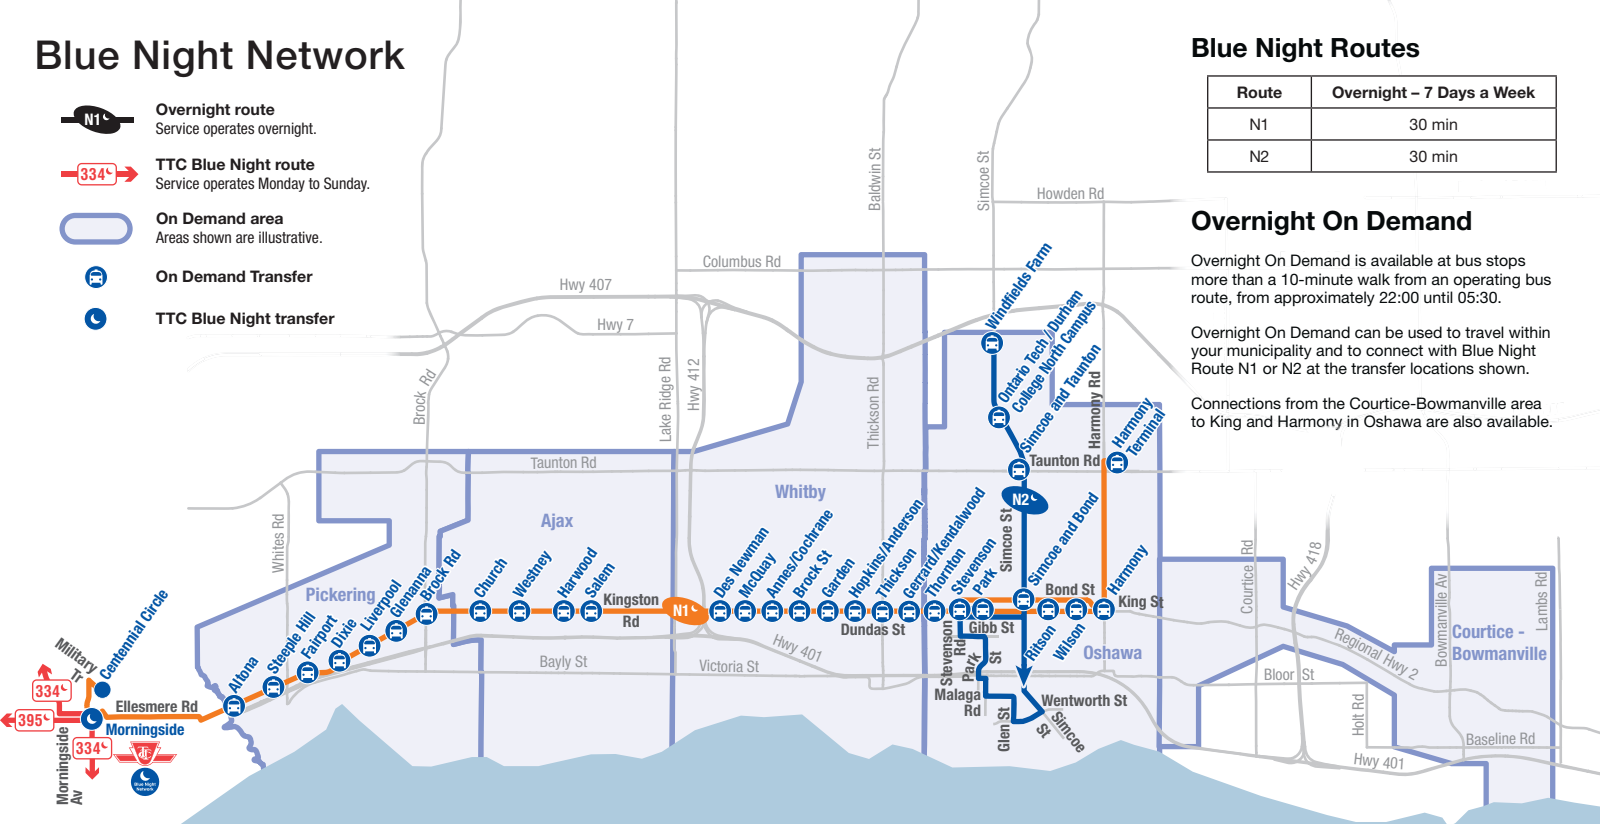 Blue Night Network
N1
Overnight route
Service operates overnight.
334
TTC Blue Night route
Service operates Monday to Sunday.
On Demand area
Areas shown are illustrative.
On Demand Transfer
TTC Blue Night transfer
Blue Night Routes
Route
Overnight – 7 Days a Week
N1
30 min
N2
30 min
Overnight On Demand
Overnight On Demand is available at bus stops
more than a 10-minute walk from an operating bus
route, from approximately 22:00 until 05:30.
Overnight On Demand can be used to travel within
your municipality and to connect with Blue Night
Route N1 or N2 at the transfer locations shown.
Connections from the Courtice-Bowmanville area
to King and Harmony in Oshawa are also available.
Baldwin St
Simcoe St
Howden Rd
Columbus Rd
Hwy 407
Hwy 7
Brock Rd
Lake Ridge Rd
Hwy 412
Thickson Rd
Harmony Rd
Taunton Rd
Taunton Rd
Whites Rd
Windfields Farm
Ontario Tech / Durham
College North Campus
Simcoe and Taunton
Harmony
Terminal
N2
Simcoe St
Simcoe and Bond
Whitby
Ajax
Pickering
Oshawa
Courtice -
Bowmanville
Centennial Circle
Military
Tr
334
395
334
Morningside
Morningside
Av
Ellesmere Rd
Blue Night
Network
Altona
Steeple Hill
Fairport
Dixie
Liverpool
Glenanna
Brock Rd
Church
Westney
Harwood
Salem
Kingston
Rd
N1
Des Newman
McQuay
Annes/Cochrane
Brock St
Garden
Hopkins/Anderson
Thickson
Gerrard/Kendalwood
Thornton
Stevenson
Park
Bond St
Harmony
King St
Dundas St
Gibb St
Ritson
Wilson
Stevenson
Rd
Park
St
Malaga
Rd
Glen St
Wentworth St
Simcoe
St
Hwy 401
Bayly St
Victoria St
Courtice Rd
Hwy 418
Bowmanville Av
Lambs Rd
Regional Hwy 2
Bloor St
Holt Rd
Baseline Rd
Hwy 401